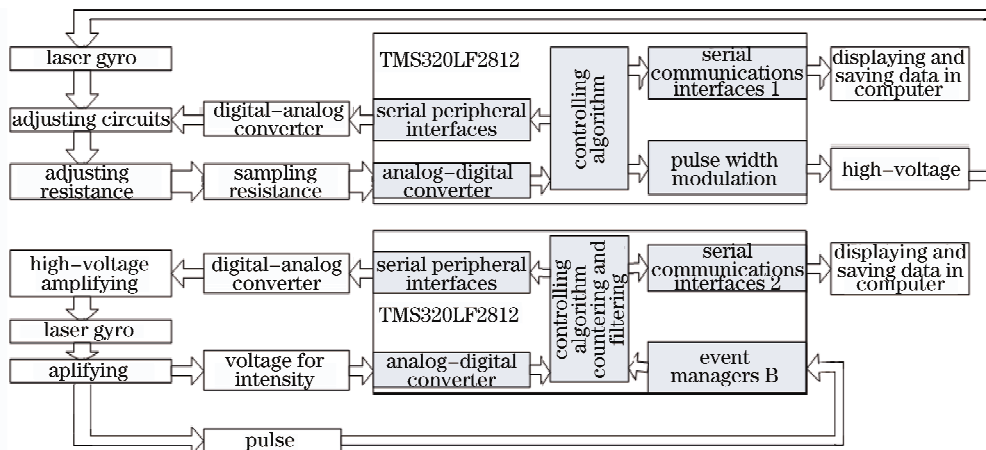 laser gyro
TMS320LF2812
serial
communications
interfaces 1
displaying and
saving data in
computer
adjusting circuits
digital-analog
converter
serial peripheral
interfaces
controlling
algorithm
adjusting
resistance
sampling
resistance
analog-digital
converter
pulse width
modulation
high-voltage
high-voltage
amplifying
digital-analog
converter
serial peripheral
interfaces
controlling
algorithm
countering and
filtering
serial
communications
interfaces 2
displaying and
saving data in
computer
laser gyro
TMS320LF2812
aplifying
voltage for
intensity
analog-digital
converter
event
managers B
pulse